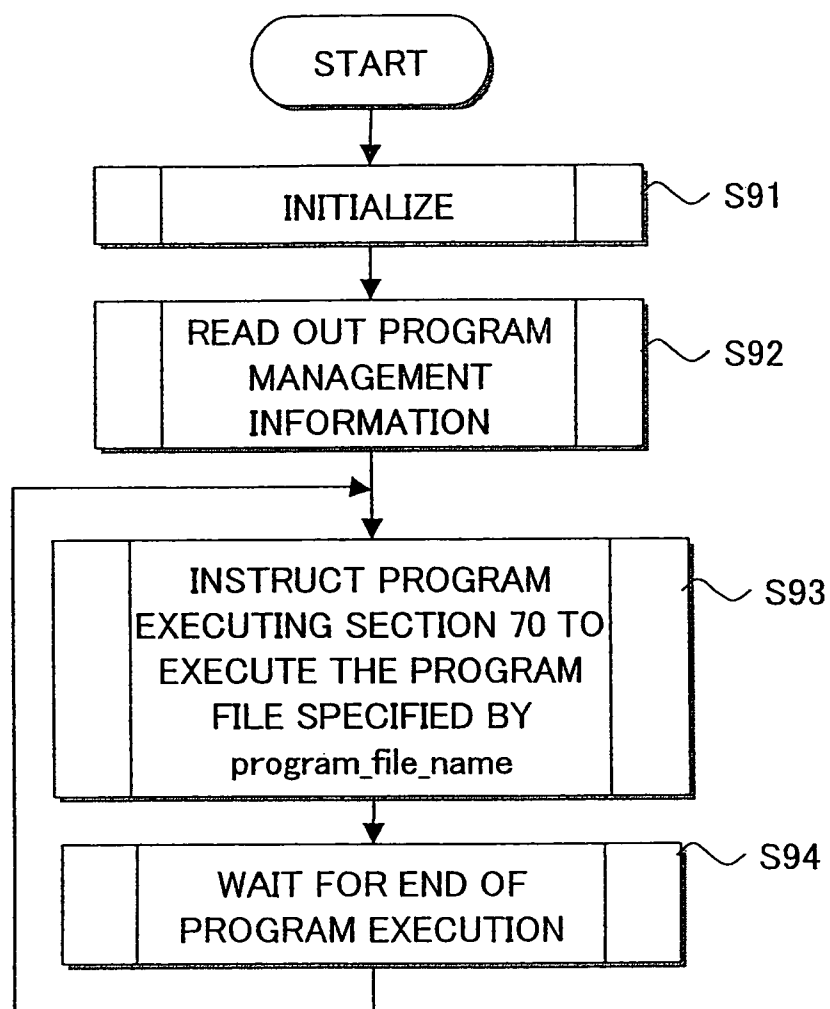 START
INITIALIZE
S91
READ OUT PROGRAM
MANAGEMENT
INFORMATION
S92
INSTRUCT PROGRAM
EXECUTING SECTION 70 TO
EXECUTE THE PROGRAM
FILE SPECIFIED BY
program_file_name
S93
WAIT FOR END OF
PROGRAM EXECUTION
S94